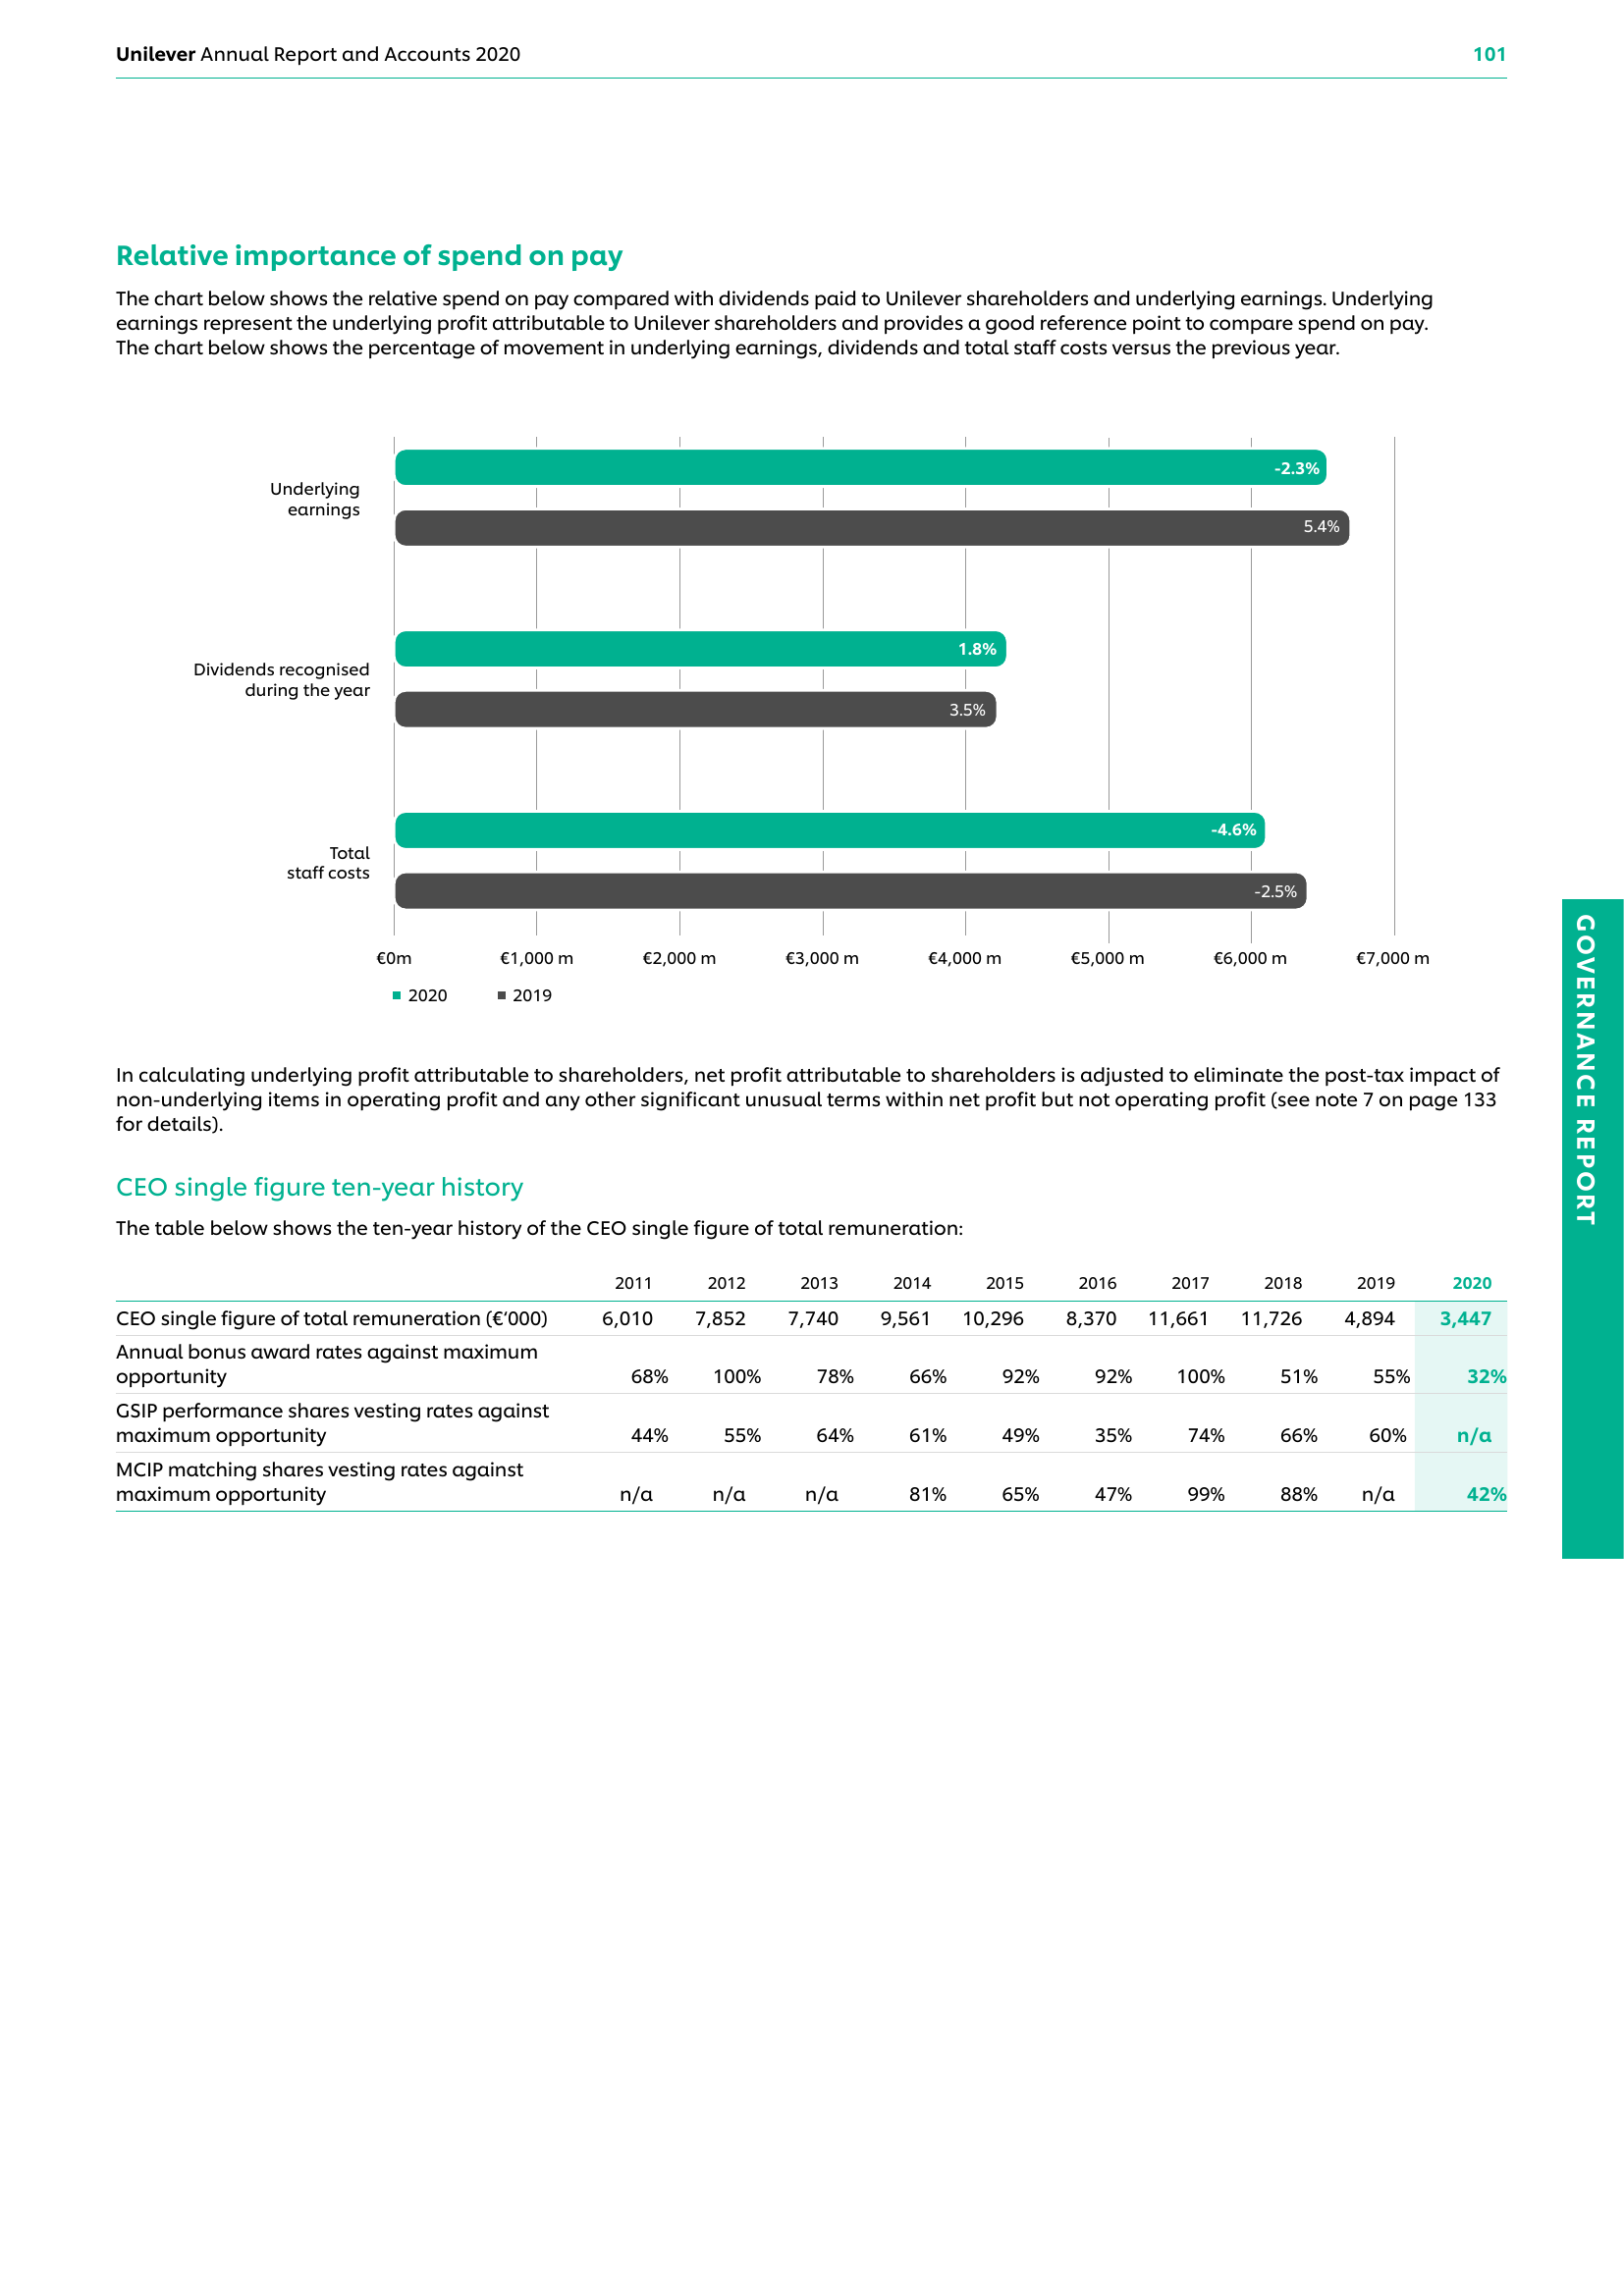 Unilever Annual Report and Accounts 2020 101
Relative importance of spend on pay
The chart below shows the relative spend on pay compared with dividends paid to Unilever shareholders and underlying earnings. Underlying
earnings represent the underlying profit attributable to Unilever shareholders and provides a good reference point to compare spend on pay.
The chart below shows the percentage of movement in underlying earnings, dividends and total staff costs versus the previous year.
Underlying
earnings
-2.3%
5.4%
Dividends recognised
during the year
1.8%
3.5%
Total
staff costs
-4.6%
-2.5%
€0m €1,000 m €2,000 m €3,000 m €4,000 m €5,000 m €6,000 m €7,000 m
2020 2019
In calculating underlying profit attributable to shareholders, net profit attributable to shareholders is adjusted to eliminate the post-tax impact of
non-underlying items in operating profit and any other significant unusual terms within net profit but not operating profit (see note 7 on page 133
for details).
CEO single figure ten-year history
The table below shows the ten-year history of the CEO single figure of total remuneration:
2011 2012 2013 2014 2015 2016 2017 2018 2019 2020
CEO single figure of total remuneration (€‘000) 6,010 7,852 7,740 9,561 10,296 8,370 11,661 11,726 4,894 3,447
Annual bonus award rates against maximum
opportunity 68% 100% 78% 66% 92% 92% 100% 51% 55% 32%
GSIP performance shares vesting rates against
maximum opportunity 44% 55% 64% 61% 49% 35% 74% 66% 60% n/a
MCIP matching shares vesting rates against
maximum opportunity n/a n/a n/a 81% 65% 47% 99% 88% n/a 42%
GOVERNANCE REPORT